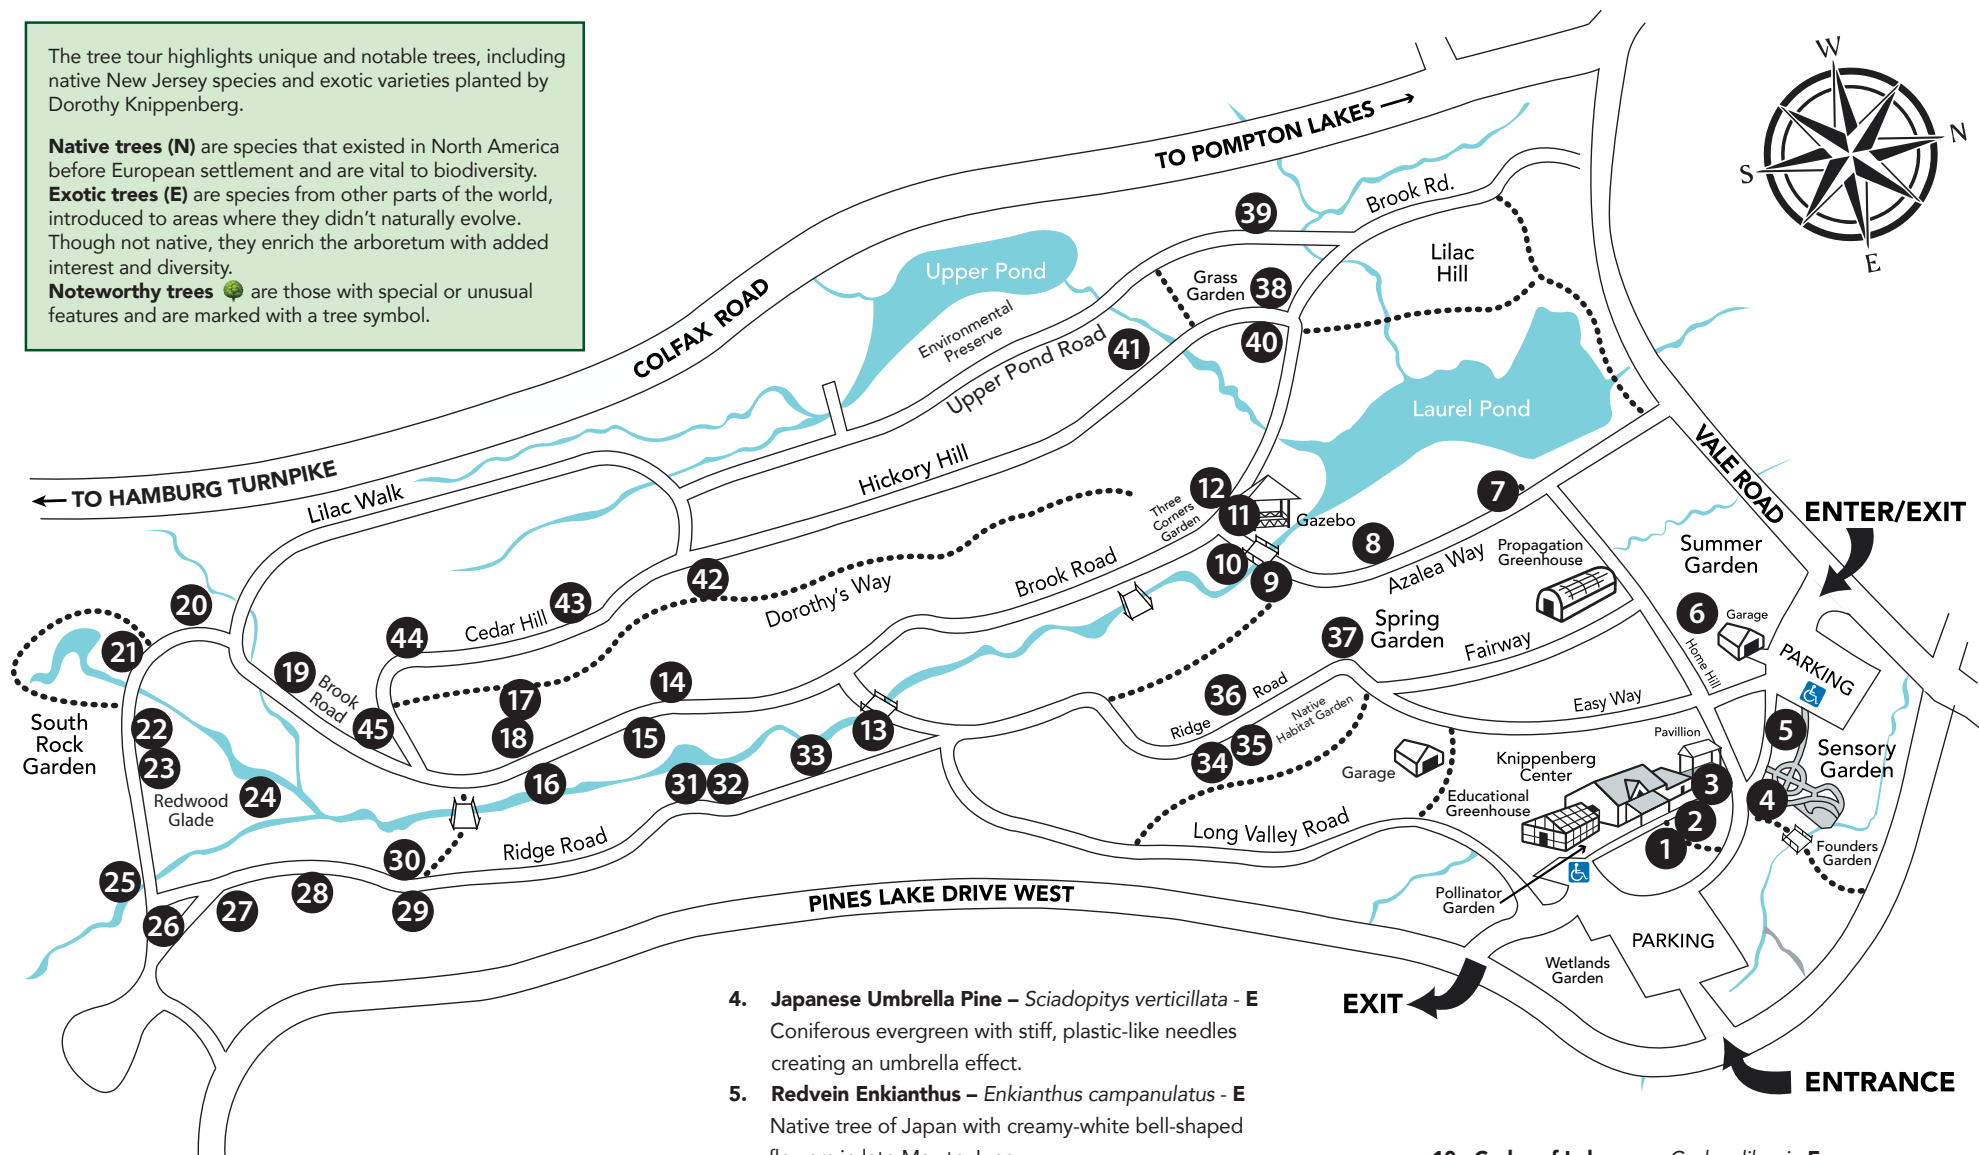 The tree tour highlights unique and notable trees, including
native New Jersey species and exotic varieties planted by
Dorothy Knippenberg.
Native trees (N) are species that existed in North America
before European settlement and are vital to biodiversity.
Exotic trees (E) are species from other parts of the world,
introduced to areas where they didn't naturally evolve.
Though not native, they enrich the arboretum with added
interest and diversity.
Noteworthy trees are those with special or unusual
features and are marked with a tree symbol.
W
N
S
E
TO POMPTON LAKES
COLFAX ROAD
TO HAMBURG TURNPIKE
VALE ROAD
ENTER/EXIT
Brook Rd.
39
Lilac
Hill
Grass
Garden
38
40
41
Upper Pond
Environmental
Preserve
Upper Pond Road
Laurel Pond
Hickory Hill
Lilac Walk
12
Three
Corners
Garden
11
Gazebo
10
9
8
7
Azalea Way
Propagation
Greenhouse
Summer
Garden
6
Garage
Home Hill
PARKING
Brook Road
Dorothy's Way
42
43
Cedar Hill
44
20
21
19
Brook
Road
45
17
18
14
15
16
13
33
31
32
South
Rock
Garden
22
23
24
Redwood
Glade
25
26
27
28
29
30
Ridge Road
37
Spring
Garden
Fairway
36
Ridge Road
34
35
Native
Habitat Garden
Easy Way
Garage
Pavillion
Knippenberg
Center
Educational
Greenhouse
3
2
1
4
5
Sensory
Garden
Founders
Garden
Long Valley Road
Pollinator
Garden
PINES LAKE DRIVE WEST
PARKING
Wetlands
Garden
EXIT
ENTRANCE
4. Japanese Umbrella Pine – Sciadopitys verticillata - E
Coniferous evergreen with stiff, plastic-like needles
creating an umbrella effect.
5. Redvein Enkianthus – Enkianthus campanulatus - E
Native tree of Japan with creamy-white bell-shaped